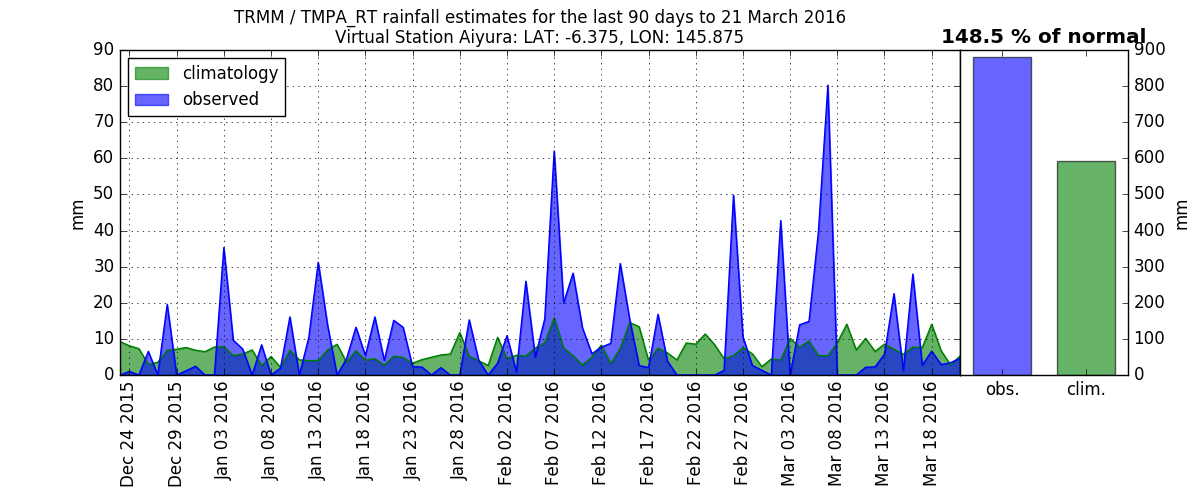 TRMM / TMPA_RT rainfall estimates for the last 90 days to 21 March 2016
Virtual Station Aiyura: LAT: -6.375, LON: 145.875
148.5 % of normal
climatology
observed
mm
90
80
70
60
50
40
30
20
10
0
Dec 24 2015
Dec 29 2015
Jan 03 2016
Jan 08 2016
Jan 13 2016
Jan 18 2016
Jan 23 2016
Jan 28 2016
Feb 02 2016
Feb 07 2016
Feb 12 2016
Feb 17 2016
Feb 22 2016
Feb 27 2016
Mar 03 2016
Mar 08 2016
Mar 13 2016
Mar 18 2016
obs.
clim.
900
800
700
600
500
400
300
200
100
0
mm